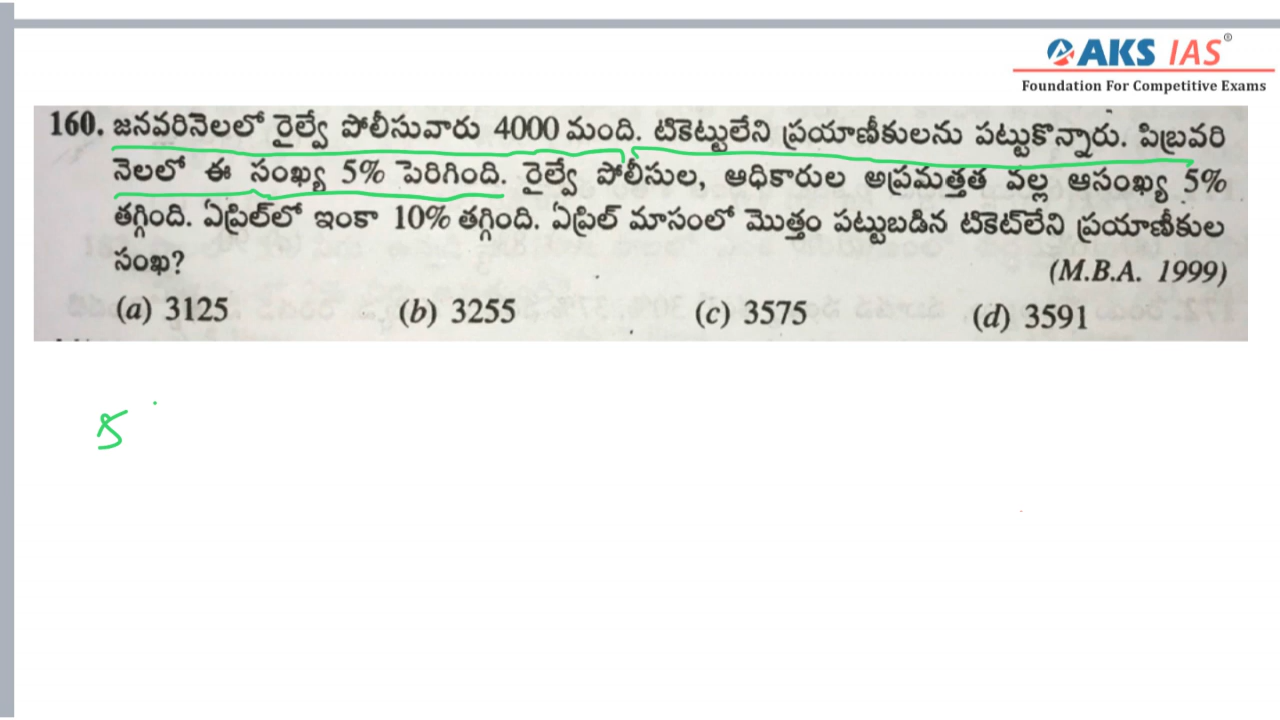 AKS IAS®
Foundation For Competitive Exams
160. జనవరినెలలో రైల్వే పోలీసువారు 4000 మంది. టికెట్టులేని ప్రయాణీకులను పట్టుకొన్నారు. పిబ్రవరి
నెలలో ఈ సంఖ్య 5% పెరిగింది. రైల్వే పోలీసుల, ఆధికారుల అప్రమత్తత వల్ల ఆసంఖ్య 5%
తగ్గింది. ఏప్రిల్‌లో ఇంకా 10% తగ్గింది. ఏప్రిల్ మాసంలో మొత్తం పట్టుబడిన టికెట్‌లేని ప్రయాణీకుల
సంఖ?
(M.B.A. 1999)
(a) 3125 (b) 3255 (c) 3575 (d) 3591
5